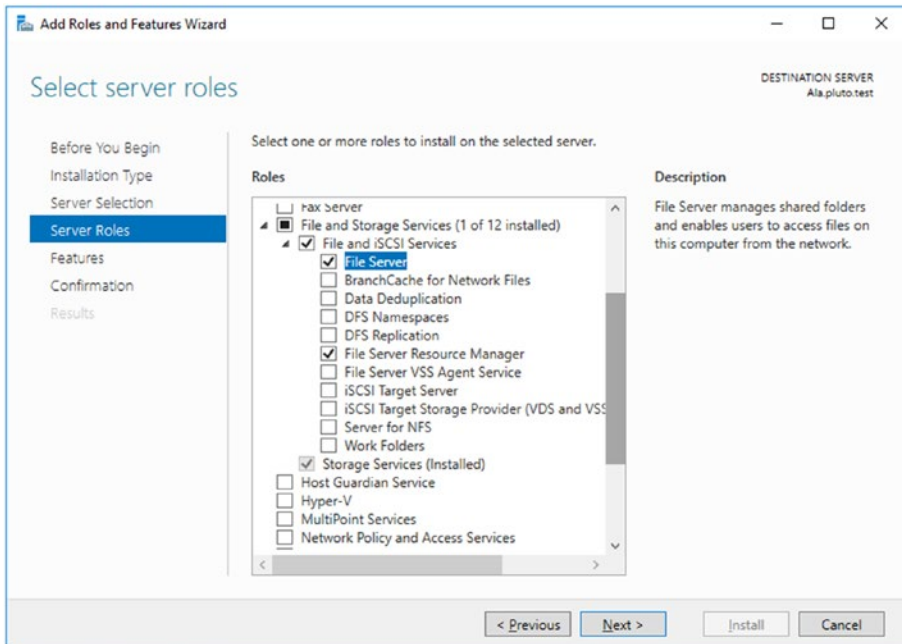 Add Roles and Features Wizard
Select server roles
DESTINATION SERVER
Ala.pluto.test
Before You Begin
Installation Type
Server Selection
Server Roles
Features
Confirmation
Results
Select one or more roles to install on the selected server.
Roles
Fax Server
File and Storage Services (1 of 12 installed)
File and iSCSI Services
File Server
BranchCache for Network Files
Data Deduplication
DFS Namespaces
DFS Replication
File Server Resource Manager
File Server VSS Agent Service
iSCSI Target Server
iSCSI Target Storage Provider (VDS and VSS
Server for NFS
Work Folders
Storage Services (Installed)
Host Guardian Service
Hyper-V
MultiPoint Services
Network Policy and Access Services
Description
File Server manages shared folders
and enables users to access files on
this computer from the network.
< Previous
Next >
Install
Cancel